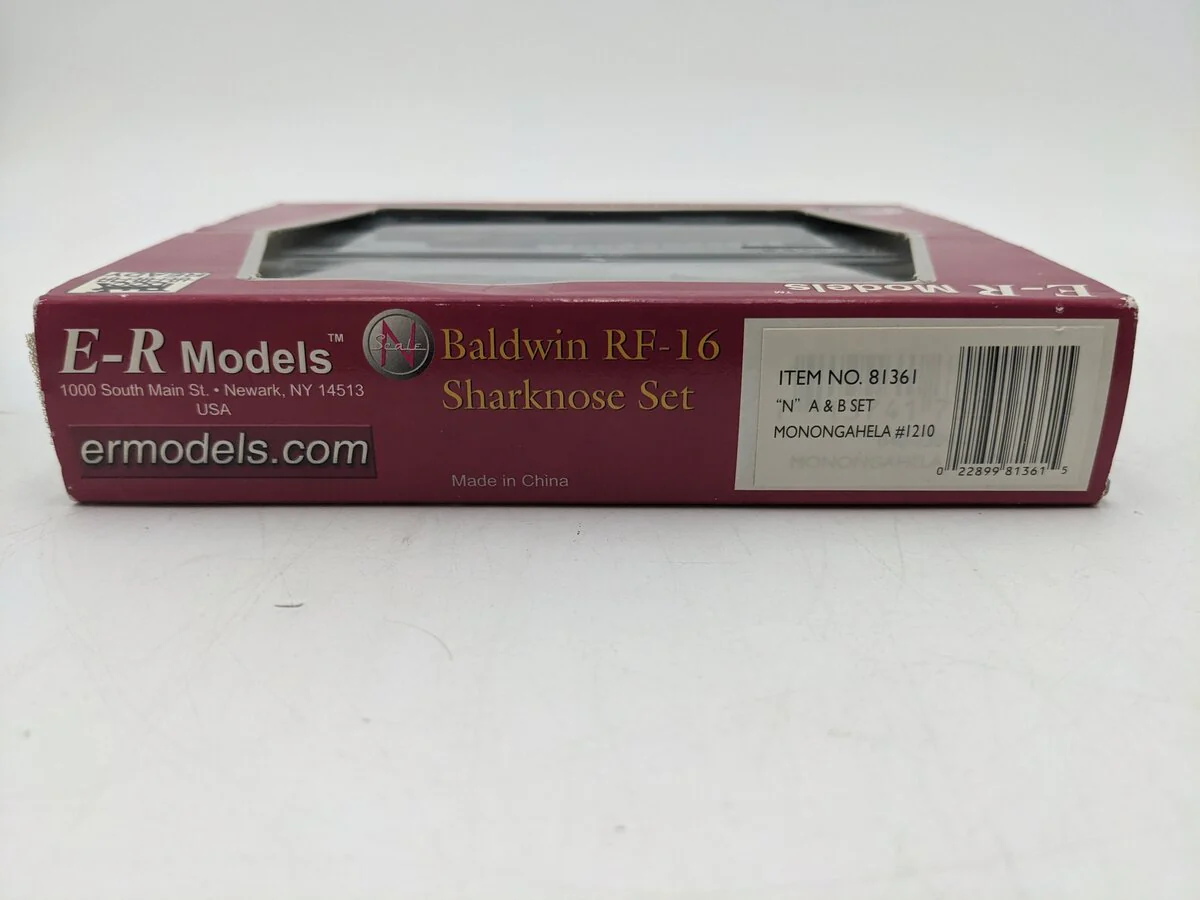 E-R Models
E-R Models™
1000 South Main St. • Newark, NY 14513
USA
ermodels.com
N
Scale
Baldwin RF-16
Sharknose Set
Made in China
ITEM NO. 81361
"N" A & B SET
MONONGAHELA #1210
0 22899 81361 5